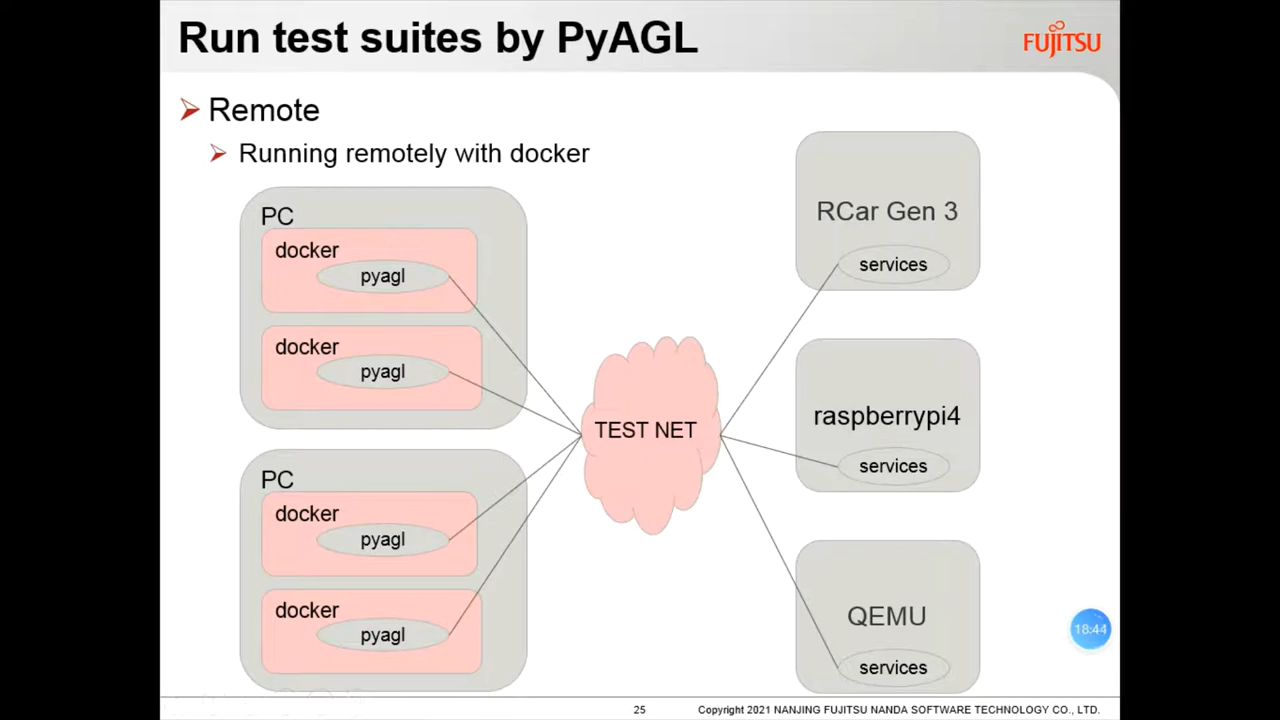 Run test suites by PyAGL
FUJITSU
Remote
Running remotely with docker
PC
docker
pyagl
docker
pyagl
PC
docker
pyagl
docker
pyagl
TEST NET
RCar Gen 3
services
raspberrypi4
services
QEMU
services
18:44
25
Copyright 2021 NANJING FUJITSU NANDA SOFTWARE TECHNOLOGY CO., LTD.